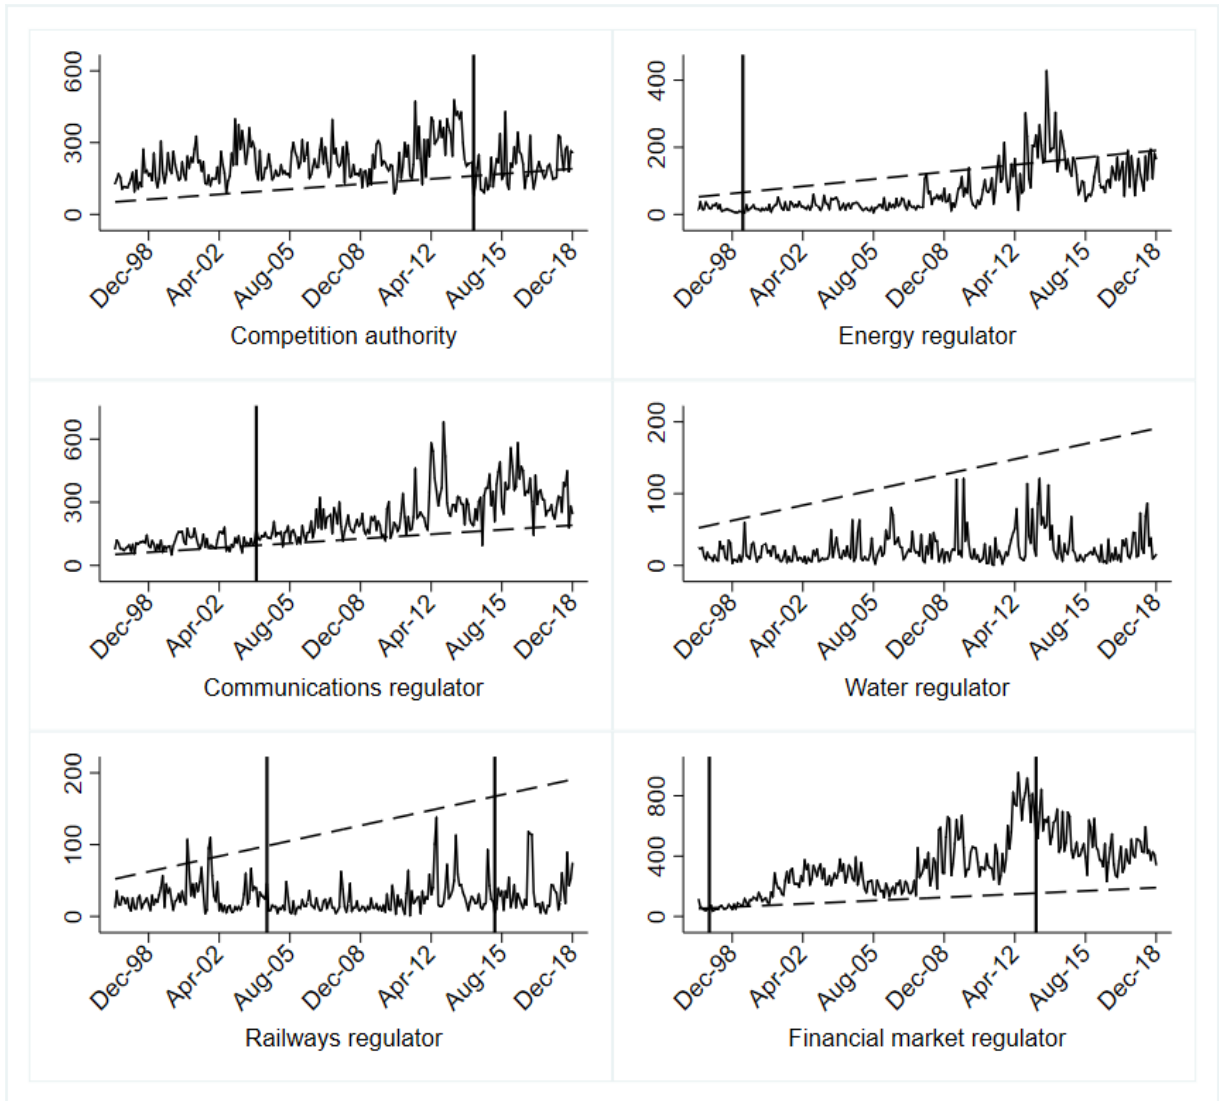 600
300
0
Dec-98 Apr-02 Aug-05 Dec-08 Apr-12 Aug-15 Dec-18
Competition authority
400
200
0
Dec-98 Apr-02 Aug-05 Dec-08 Apr-12 Aug-15 Dec-18
Energy regulator
600
300
0
Dec-98 Apr-02 Aug-05 Dec-08 Apr-12 Aug-15 Dec-18
Communications regulator
200
100
0
Dec-98 Apr-02 Aug-05 Dec-08 Apr-12 Aug-15 Dec-18
Water regulator
200
100
0
Dec-98 Apr-02 Aug-05 Dec-08 Apr-12 Aug-15 Dec-18
Railways regulator
800
400
0
Dec-98 Apr-02 Aug-05 Dec-08 Apr-12 Aug-15 Dec-18
Financial market regulator